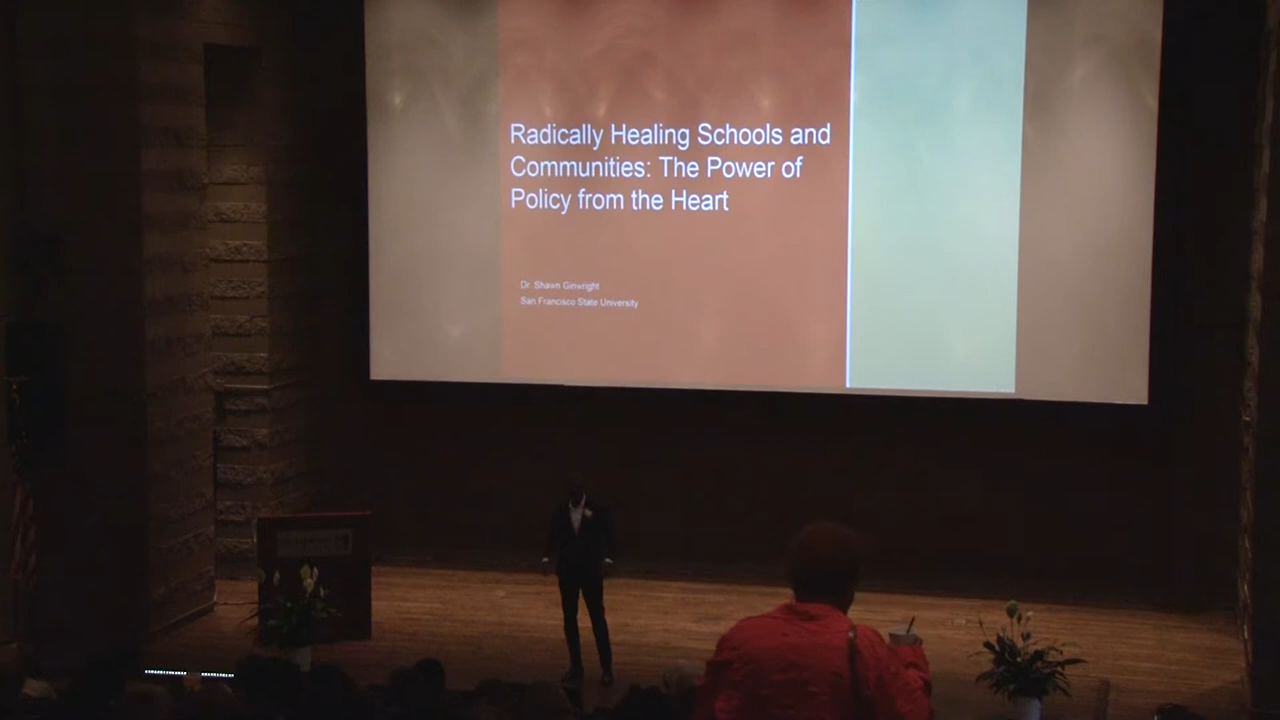 Radically Healing Schools and
Communities: The Power of
Policy from the Heart
Dr. Shawn Ginwright
San Francisco State University